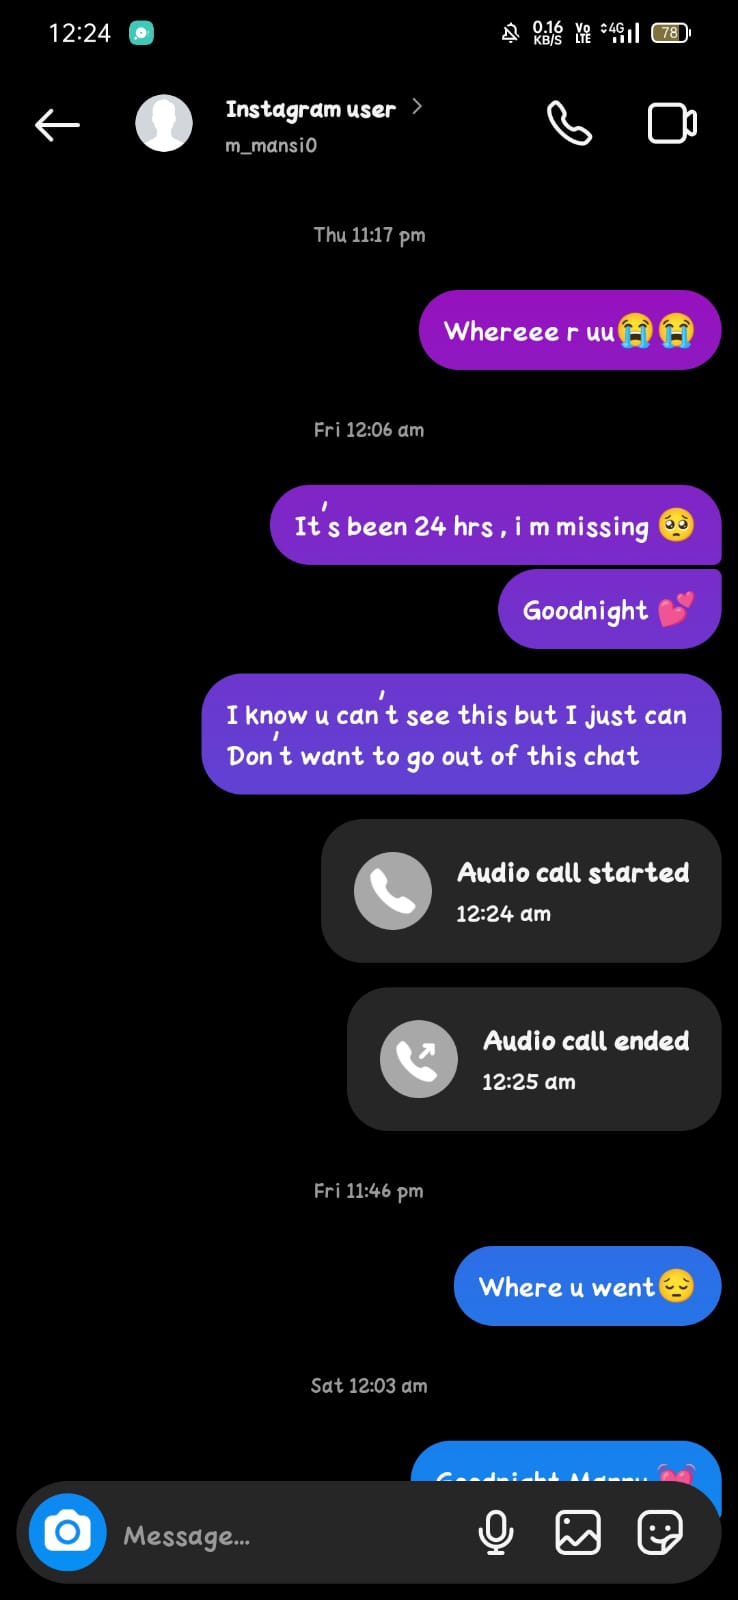 12:24
0.16 KB/S Vo LTE 4G 78
Instagram user
m_mansi0
Thu 11:17 pm
Whereee r uu😭😭
Fri 12:06 am
It's been 24 hrs , i m missing 🥺
Goodnight 💕
I know u can't see this but I just can
Don't want to go out of this chat
Audio call started
12:24 am
Audio call ended
12:25 am
Fri 11:46 pm
Where u went😔
Sat 12:03 am
Goodnight
Message...